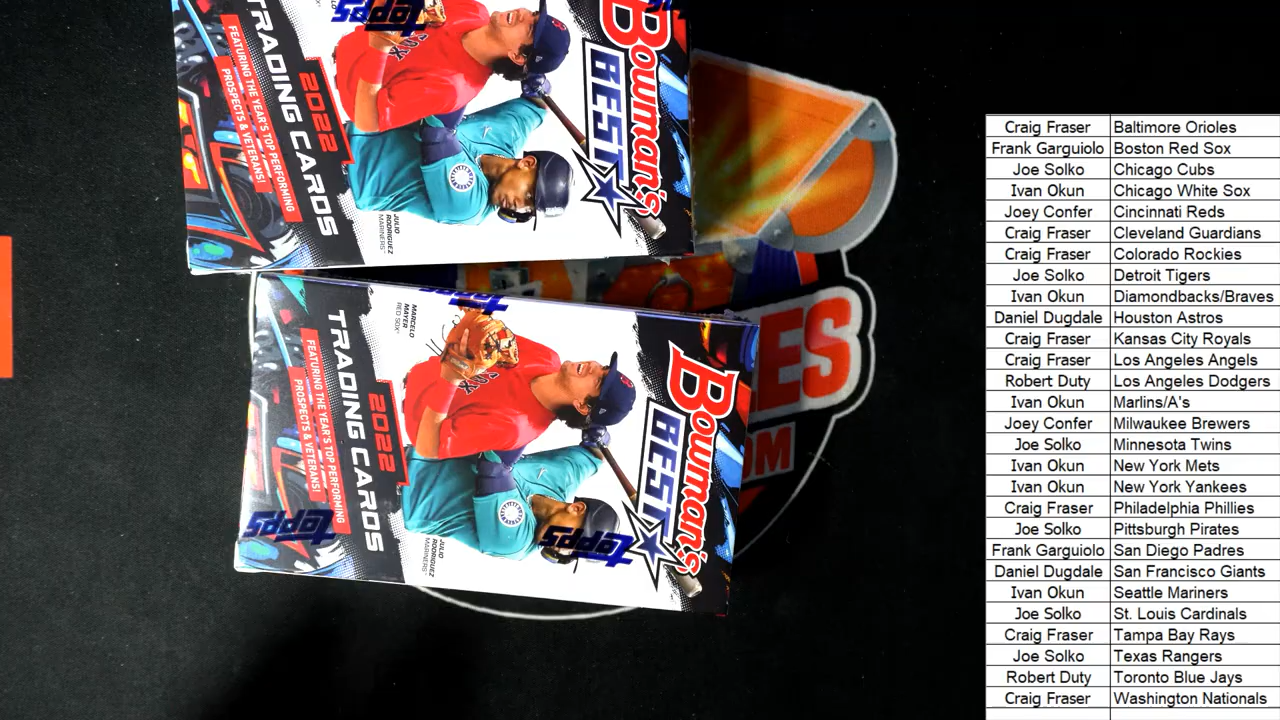 topps
Bowman's
BEST
2022
TRADING CARDS
FEATURING THE YEAR'S TOP PERFORMING
PROSPECTS & VETERANS!
JULIO
RODRIGUEZ
MARINERS
SOX
Bowman's
BEST
2022
TRADING CARDS
FEATURING THE YEAR'S TOP PERFORMING
PROSPECTS & VETERANS!
MARCELO
MAYER
RED SOX
JULIO
RODRIGUEZ
MARINERS
topps
topps
topps
Craig Fraser Baltimore Orioles
Frank Garguiolo Boston Red Sox
Joe Solko Chicago Cubs
Ivan Okun Chicago White Sox
Joey Confer Cincinnati Reds
Craig Fraser Cleveland Guardians
Craig Fraser Colorado Rockies
Joe Solko Detroit Tigers
Ivan Okun Diamondbacks/Braves
Daniel Dugdale Houston Astros
Craig Fraser Kansas City Royals
Craig Fraser Los Angeles Angels
Robert Duty Los Angeles Dodgers
Ivan Okun Marlins/A's
Joey Confer Milwaukee Brewers
Joe Solko Minnesota Twins
Ivan Okun New York Mets
Ivan Okun New York Yankees
Craig Fraser Philadelphia Phillies
Joe Solko Pittsburgh Pirates
Frank Garguiolo San Diego Padres
Daniel Dugdale San Francisco Giants
Ivan Okun Seattle Mariners
Joe Solko St. Louis Cardinals
Craig Fraser Tampa Bay Rays
Joe Solko Texas Rangers
Robert Duty Toronto Blue Jays
Craig Fraser Washington Nationals